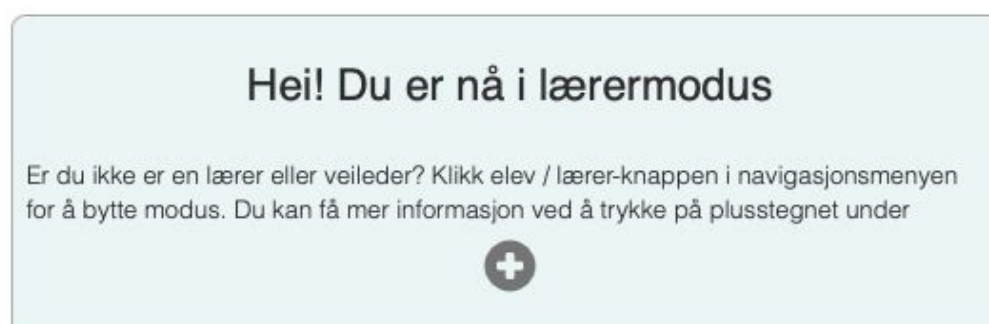 Hei! Du er nå i lærermodus
Er du ikke er en lærer eller veileder? Klikk elev / lærer-knappen i navigasjonsmenyen
for å bytte modus. Du kan få mer informasjon ved å trykke på plusstegnet under